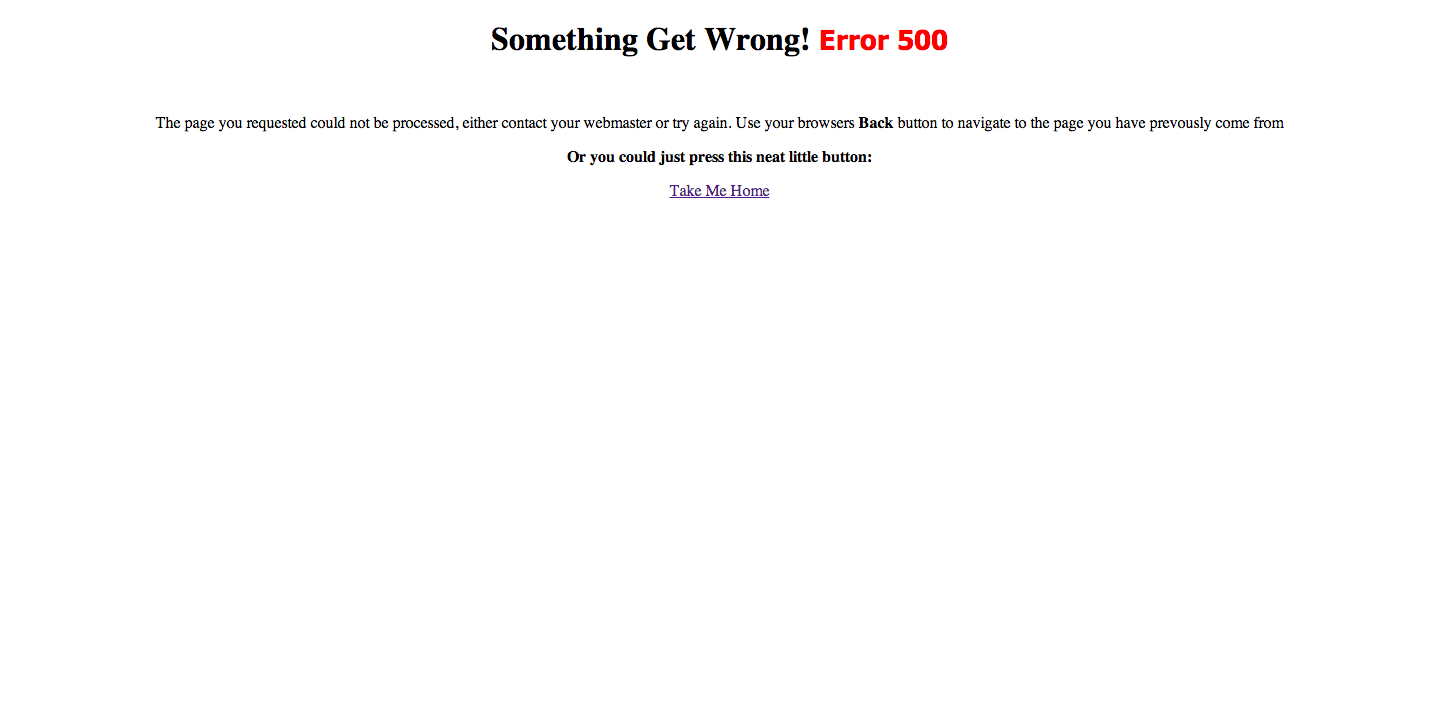 Something Get Wrong! Error 500
The page you requested could not be processed, either contact your webmaster or try again. Use your browsers Back button to navigate to the page you have prevously come from
Or you could just press this neat little button:
Take Me Home